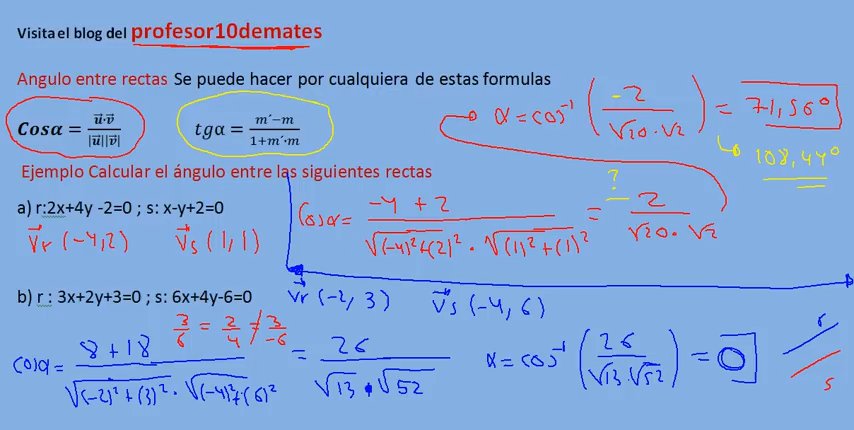 Visita el blog del profesor10demates
Angulo entre rectas Se puede hacer por cualquiera de estas formulas
Cosα = u⃗·v⃗ / |u⃗||v⃗|
tgα = m´−m / 1+m´·m
α = cos⁻¹ (-2 / √20 · √2) = 71,56°
108,44°
Ejemplo Calcular el ángulo entre las siguientes rectas
a) r:2x+4y -2=0 ; s: x-y+2=0
Cosα = -4 + 2 / √(-4)²+(2)² · √(1)²+(1)² = 2 / √20 · √2
?
v⃗r (-4,2) v⃗s (1,1)
b) r : 3x+2y+3=0 ; s: 6x+4y-6=0
v⃗r (-2, 3) v⃗s (-4, 6)
3/6 = 2/4 ≠ 3/-6
cosα = 8 + 18 / √(-2)²+(3)² · √(-4)²+(6)² = 26 / √13 · √52
α = cos⁻¹ (26 / √13·√52) = 0
r
s